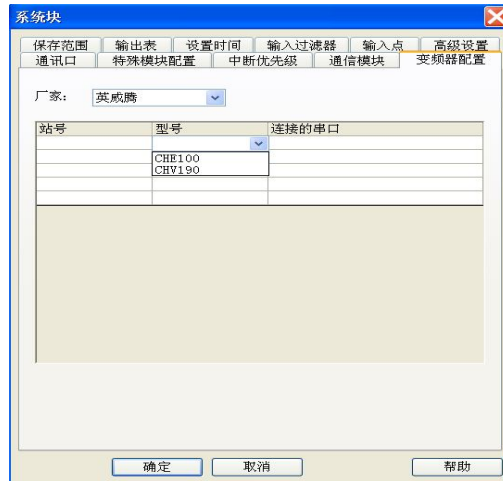 系统块
保存范围 输出表 设置时间 输入过滤器 输入点 高级设置
通讯口 特殊模块配置 中断优先级 通信模块 变频器配置
厂家： 英威腾
站号 型号 连接的串口
CHE100
CHV190
确定 取消 帮助